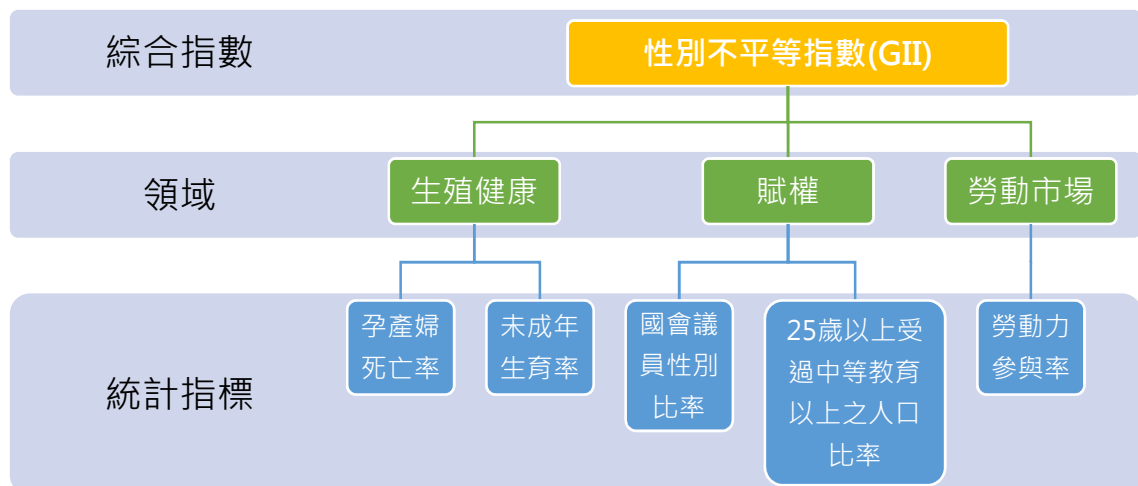 綜合指數
性別不平等指數(GII)
領域
生殖健康
賦權
勞動市場
統計指標
孕產婦
死亡率
未成年
生育率
國會議
員性別
比率
25歲以上受
過中等教育
以上之人口
比率
勞動力
參與率